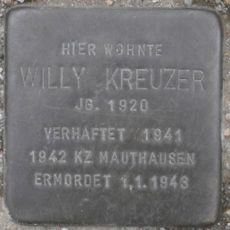 HIER WOHNTE
WILLY KREUZER
JG. 1920
VERHAFTET 1941
1942 KZ MAUTHAUSEN
ERMORDET 1.1.1943